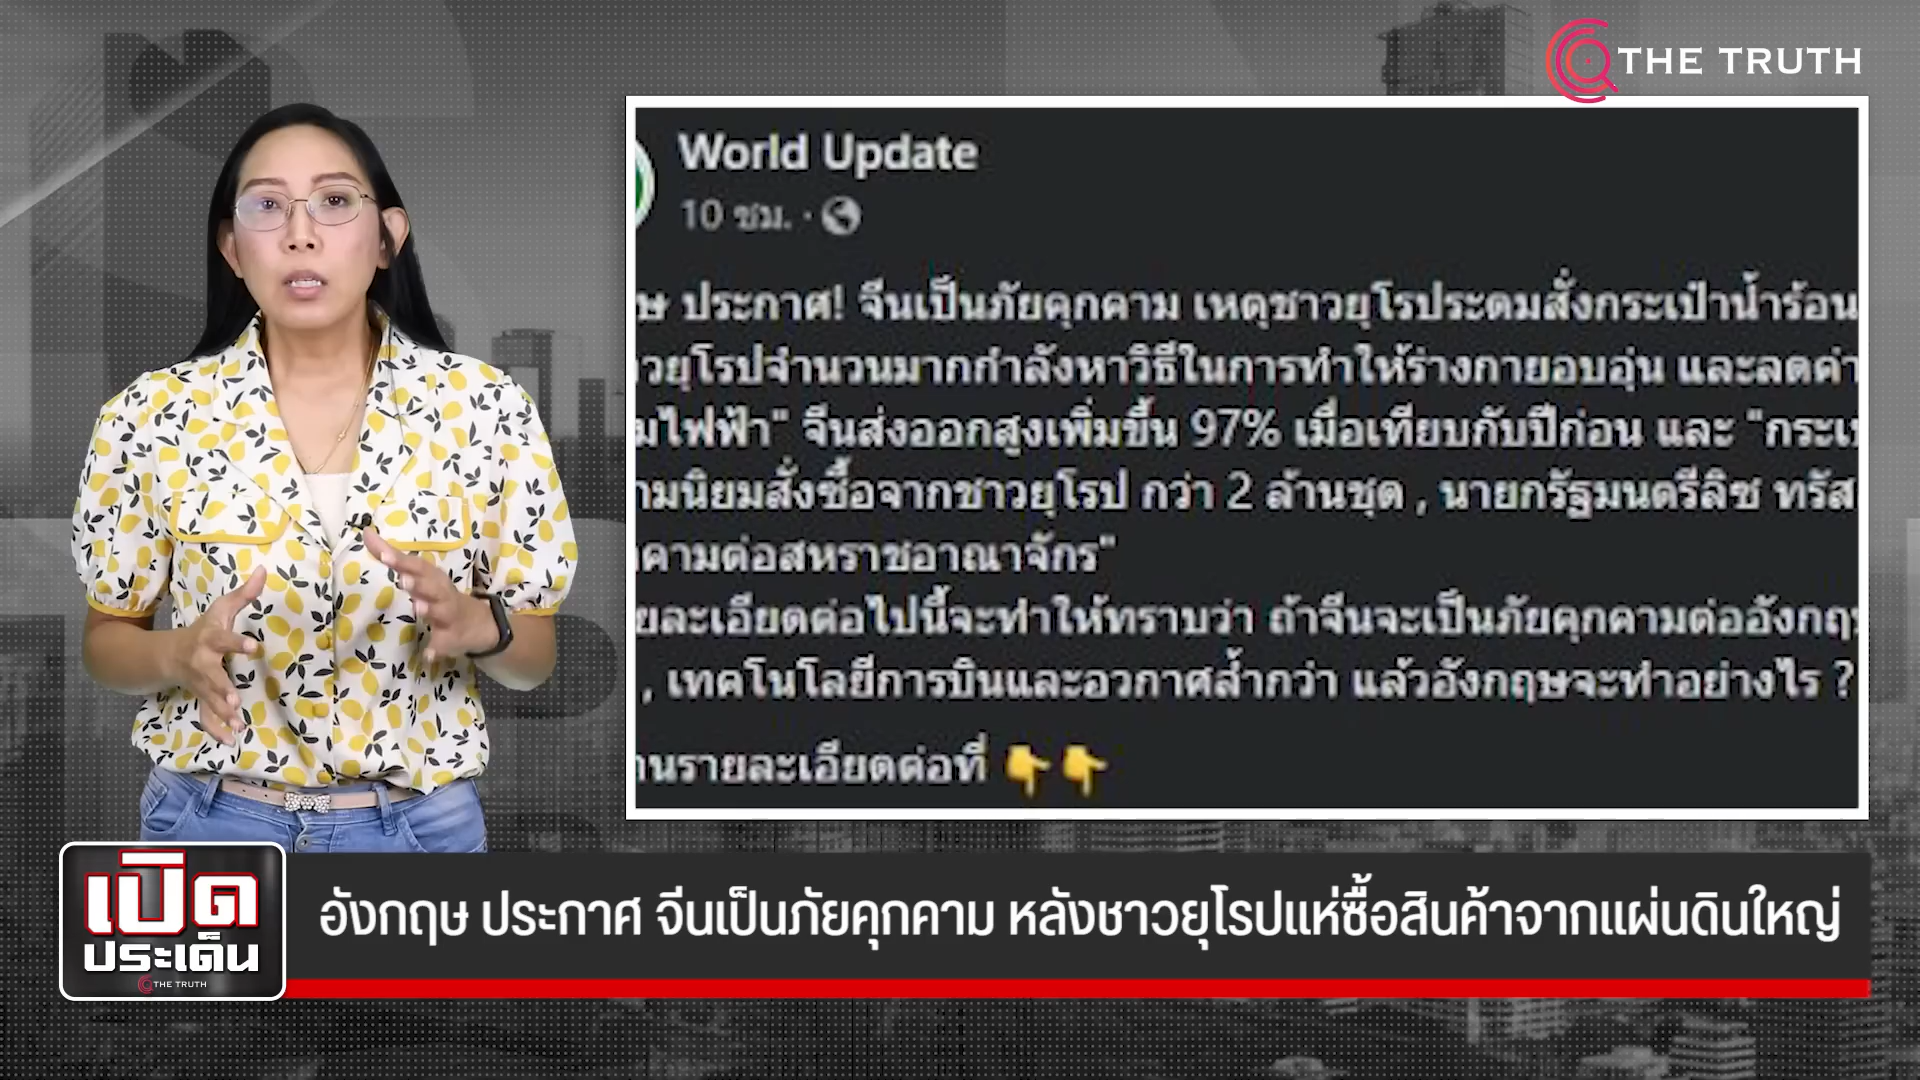 THE TRUTH
World Update
10 ชม.
ษ ประกาศ! จีนเป็นภัยคุกคาม เหตุชาวยุโรประดมสั่งกระเป๋าน้ำร้อน
วยุโรปจำนวนมากกำลังหาวิธีในการทำให้ร่างกายอบอุ่น และลดค่า
มไฟฟ้า" จีนส่งออกสูงเพิ่มขึ้น 97% เมื่อเทียบกับปีก่อน และ "กระเ
ามนิยมสั่งซื้อจากชาวยุโรป กว่า 2 ล้านชุด , นายกรัฐมนตรีลิซ ทรัส
คามต่อสหราชอาณาจักร"
ยละเอียดต่อไปนี้จะทำให้ทราบว่า ถ้าจีนจะเป็นภัยคุกคามต่ออังกฤ
, เทคโนโลยีการบินและอวกาศล้ำกว่า แล้วอังกฤษจะทำอย่างไร ?
านรายละเอียดต่อที่ 👇👇
เปิด
ประเด็น
THE TRUTH
อังกฤษ ประกาศ จีนเป็นภัยคุกคาม หลังชาวยุโรปแห่ซื้อสินค้าจากแผ่นดินใหญ่